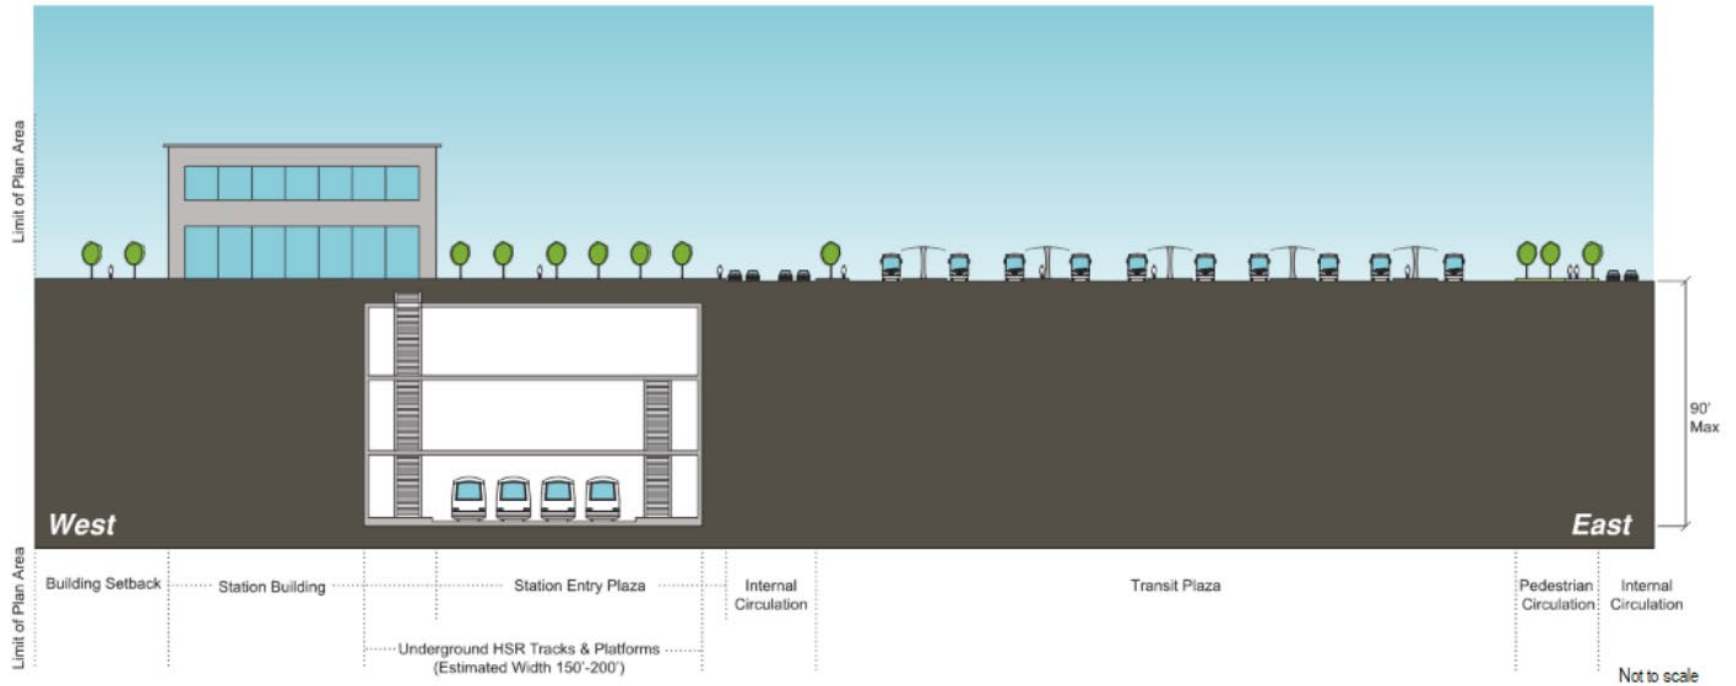 Limit of Plan Area
90'
Max
West
East
Limit of Plan Area
Building Setback
Station Building
Station Entry Plaza
Internal
Circulation
Transit Plaza
Pedestrian
Circulation
Internal
Circulation
Underground HSR Tracks & Platforms
(Estimated Width 150'-200')
Not to scale